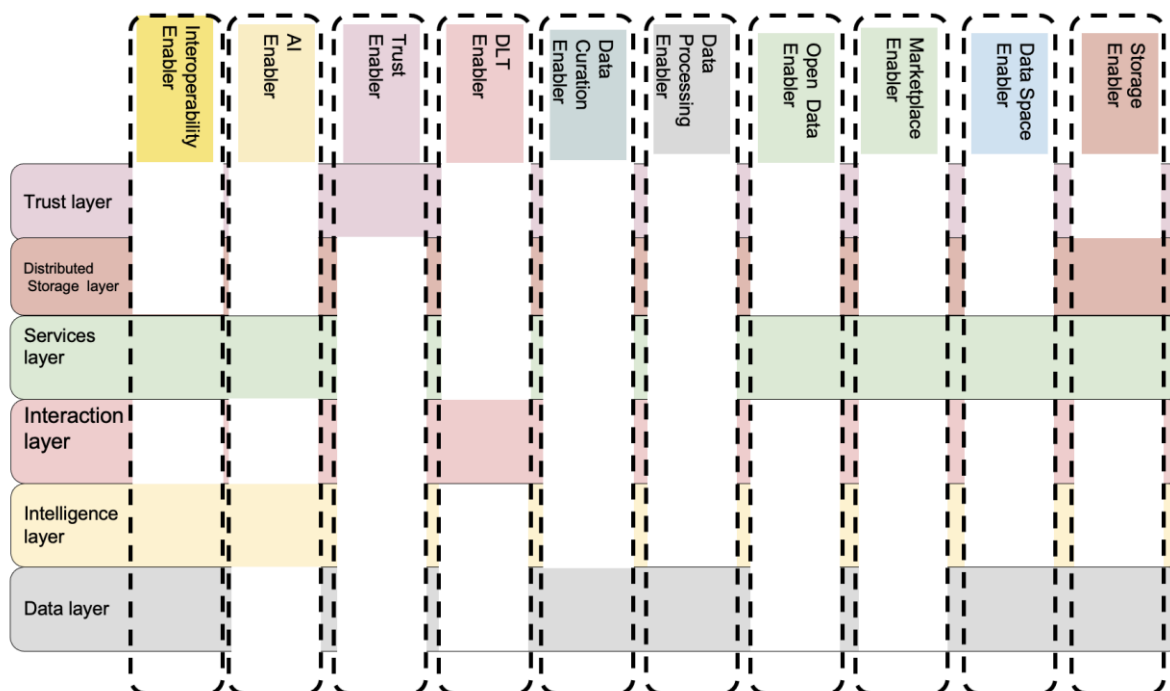 Interoperability
Enabler
AI
Enabler
Trust
Enabler
DLT
Enabler
Data
Curation
Enabler
Data
Processing
Enabler
Open Data
Enabler
Marketplace
Enabler
Data Space
Enabler
Storage
Enabler
Trust layer
Distributed
Storage layer
Services
layer
Interaction
layer
Intelligence
layer
Data layer